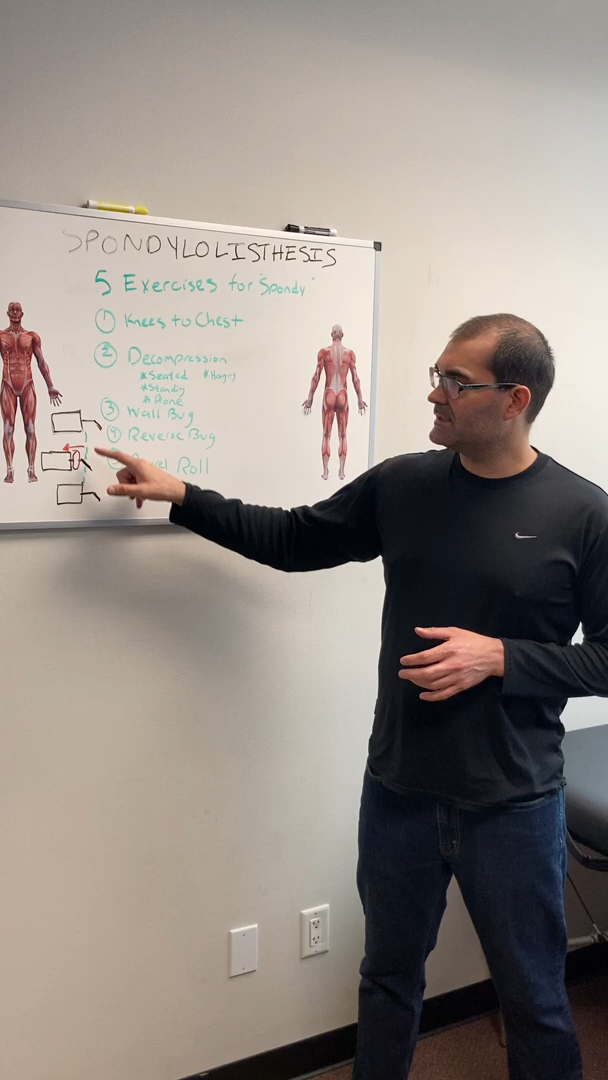 SPONDYLOLISTHESIS
5 Exercises for "Spondy"
① Knees to Chest
② Decompression
*Seated *Hanging
*Standing
*Prone
③ Wall Bug
④ Reverse Bug
Roll